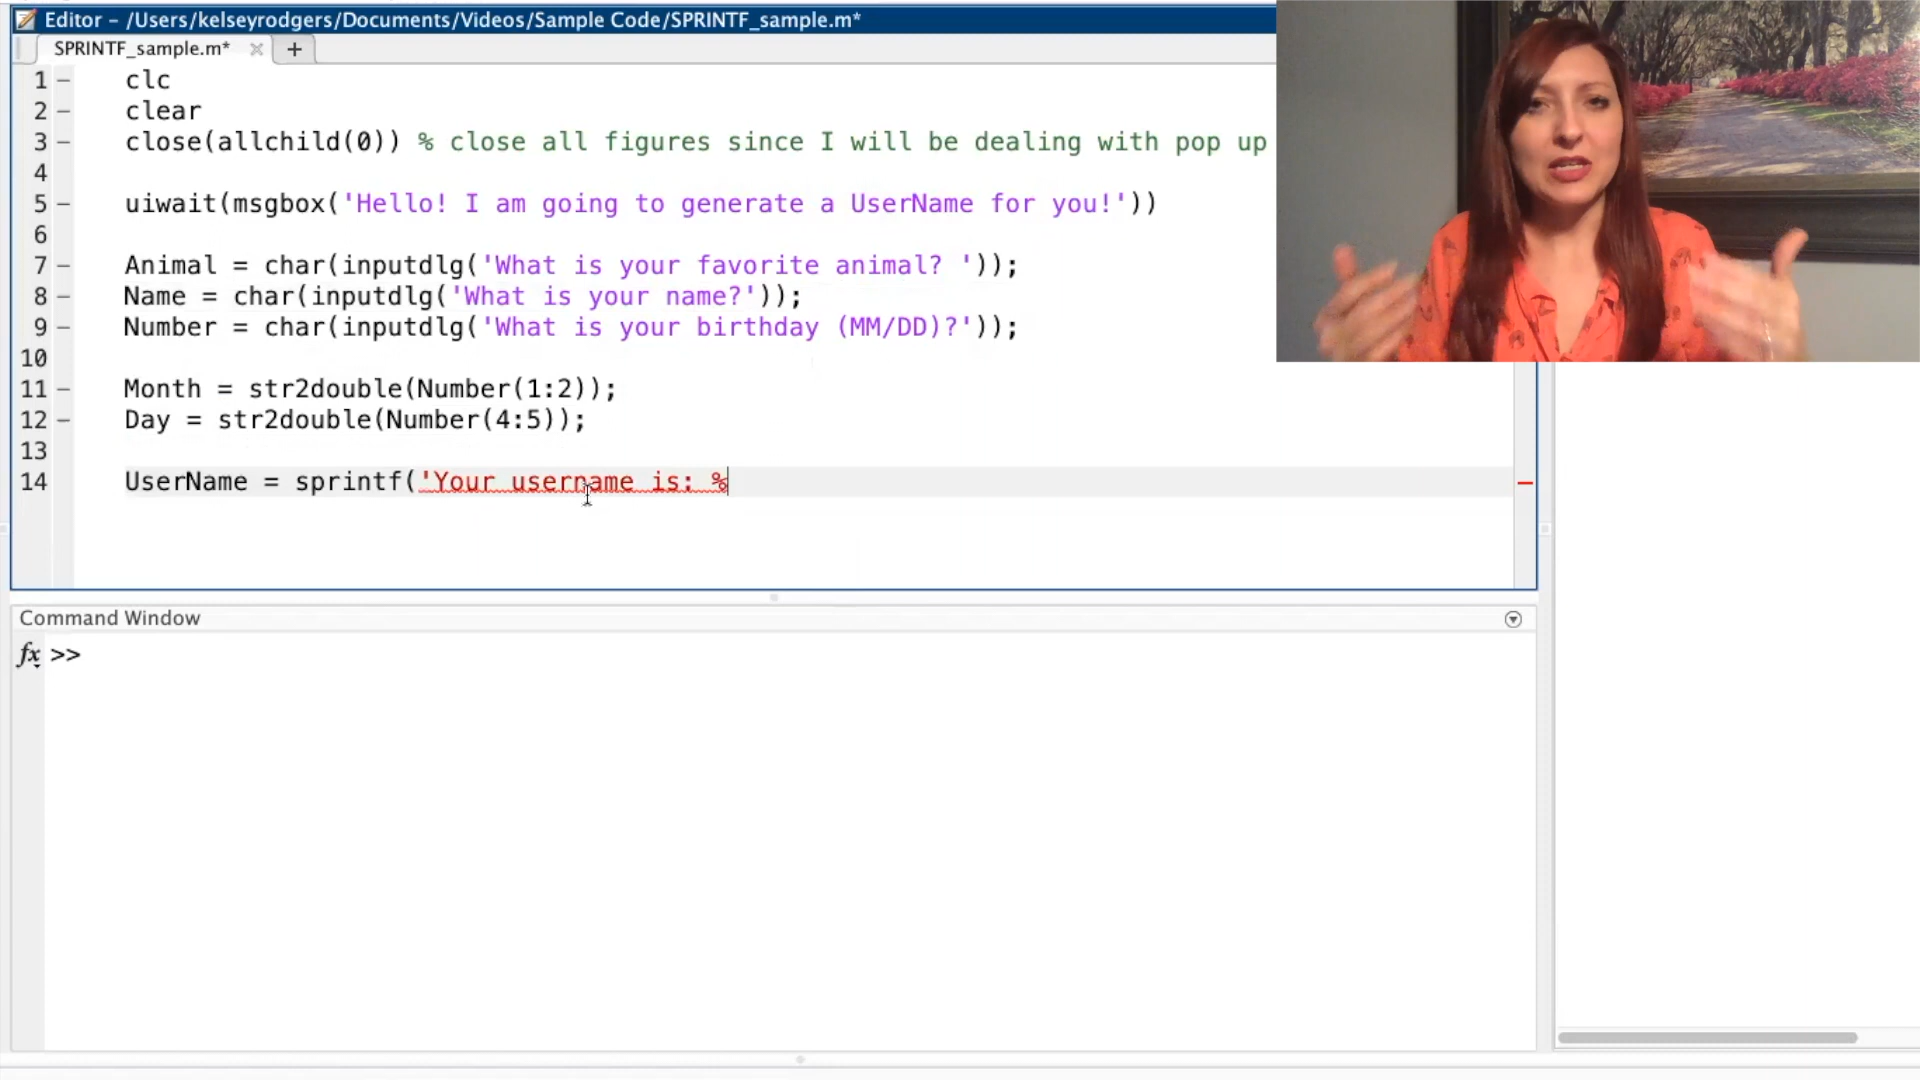 Editor – /Users/kelseyrodgers/Documents/Videos/Sample Code/SPRINTF_sample.m*
SPRINTF_sample.m* × +
1 – clc
2 – clear
3 – close(allchild(0)) % close all figures since I will be dealing with pop up
4
5 – uiwait(msgbox('Hello! I am going to generate a UserName for you!'))
6
7 – Animal = char(inputdlg('What is your favorite animal? '));
8 – Name = char(inputdlg('What is your name?'));
9 – Number = char(inputdlg('What is your birthday (MM/DD)?'));
10
11 – Month = str2double(Number(1:2));
12 – Day = str2double(Number(4:5));
13
14 UserName = sprintf('Your username is: %
Command Window
fx >>